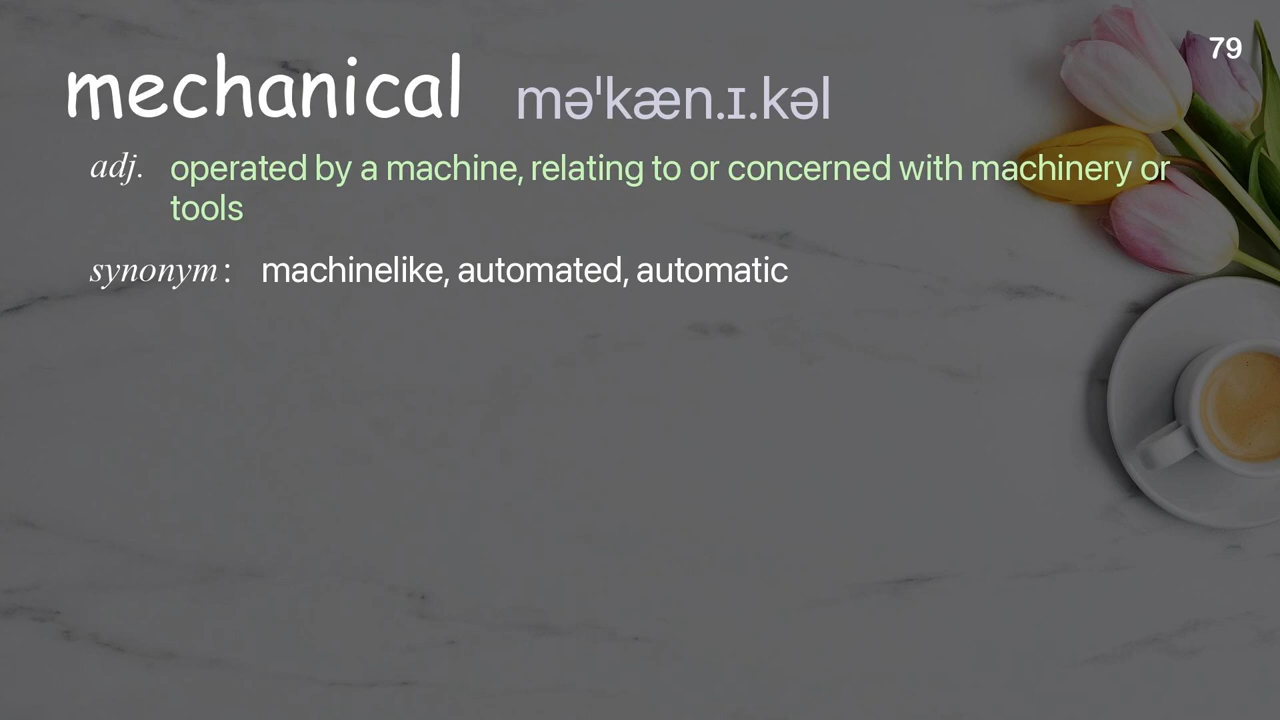 79
mechanical məˈkæn.ɪ.kəl
adj. operated by a machine, relating to or concerned with machinery or
tools
synonym: machinelike, automated, automatic